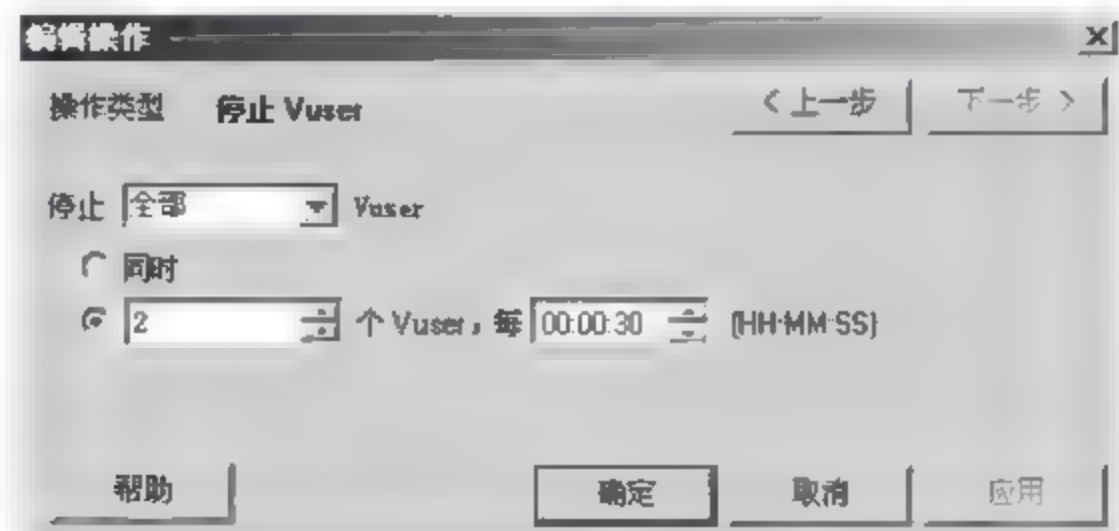 编辑操作
操作类型 停止 Vuser <上一步 下一步>
停止 全部 Vuser
同时
2 个 Vuser，每 00:00:30 (HH:MM:SS)
帮助 确定 取消 应用